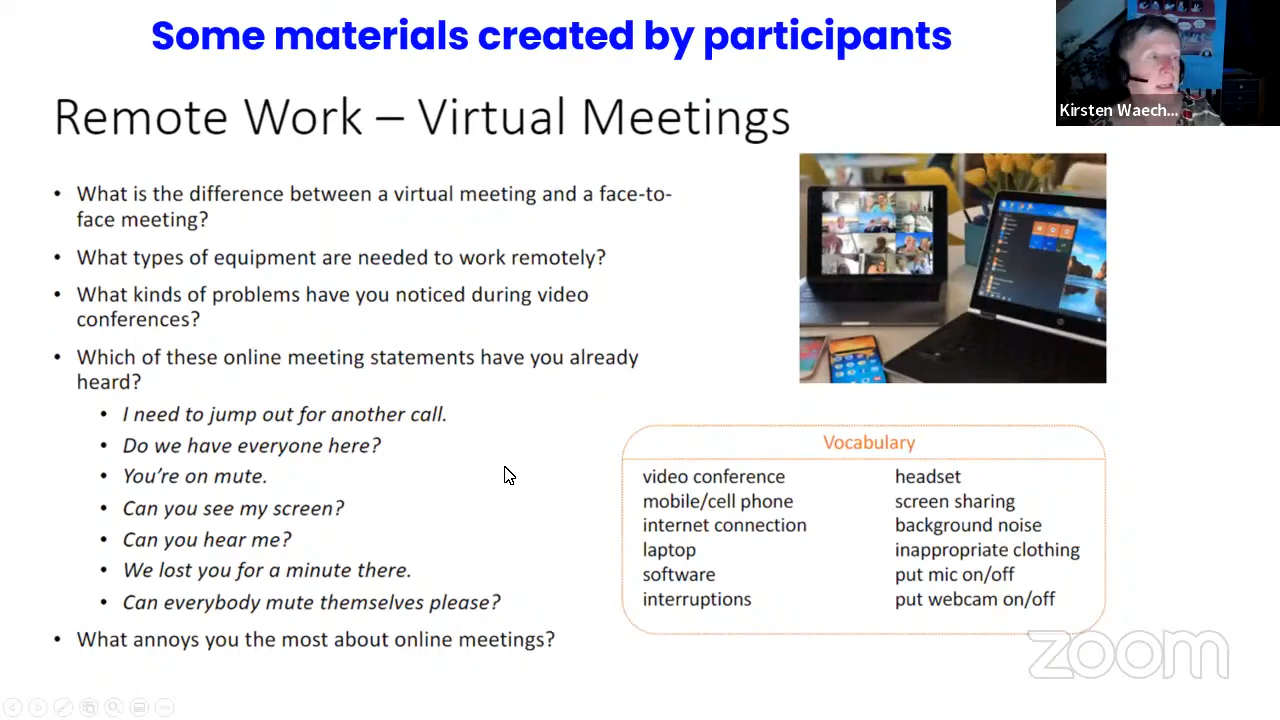 Some materials created by participants
Kirsten Waech...
Remote Work – Virtual Meetings
• What is the difference between a virtual meeting and a face-to-
face meeting?
• What types of equipment are needed to work remotely?
• What kinds of problems have you noticed during video
conferences?
• Which of these online meeting statements have you already
heard?
• I need to jump out for another call.
• Do we have everyone here?
• You’re on mute.
• Can you see my screen?
• Can you hear me?
• We lost you for a minute there.
• Can everybody mute themselves please?
• What annoys you the most about online meetings?
Vocabulary
video conference
mobile/cell phone
internet connection
laptop
software
interruptions
headset
screen sharing
background noise
inappropriate clothing
put mic on/off
put webcam on/off
zoom